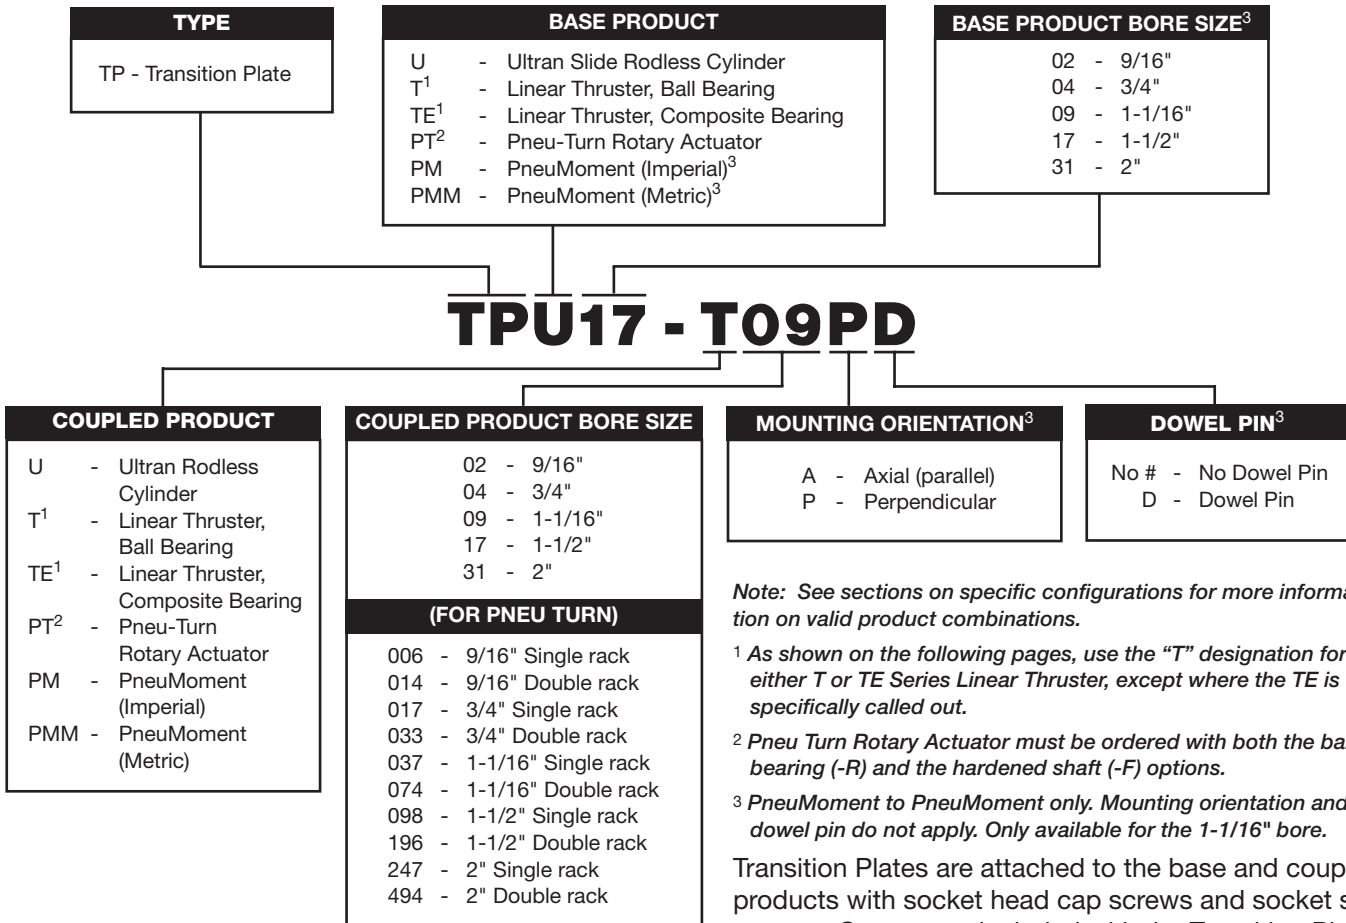 TYPE
TP - Transition Plate
BASE PRODUCT
U - Ultran Slide Rodless Cylinder
T1 - Linear Thruster, Ball Bearing
TE1 - Linear Thruster, Composite Bearing
PT2 - Pneu-Turn Rotary Actuator
PM - PneuMoment (Imperial)3
PMM - PneuMoment (Metric)3
BASE PRODUCT BORE SIZE3
02 - 9/16"
04 - 3/4"
09 - 1-1/16"
17 - 1-1/2"
31 - 2"
TPU17 - T09PD
COUPLED PRODUCT
U - Ultran Rodless
Cylinder
T1 - Linear Thruster,
Ball Bearing
TE1 - Linear Thruster,
Composite Bearing
PT2 - Pneu-Turn
Rotary Actuator
PM - PneuMoment
(Imperial)
PMM - PneuMoment
(Metric)
COUPLED PRODUCT BORE SIZE
02 - 9/16"
04 - 3/4"
09 - 1-1/16"
17 - 1-1/2"
31 - 2"
(FOR PNEU TURN)
006 - 9/16" Single rack
014 - 9/16" Double rack
017 - 3/4" Single rack
033 - 3/4" Double rack
037 - 1-1/16" Single rack
074 - 1-1/16" Double rack
098 - 1-1/2" Single rack
196 - 1-1/2" Double rack
247 - 2" Single rack
494 - 2" Double rack
MOUNTING ORIENTATION3
A - Axial (parallel)
P - Perpendicular
DOWEL PIN3
No # - No Dowel Pin
D - Dowel Pin
Note: See sections on specific configurations for more informa
tion on valid product combinations.
1 As shown on the following pages, use the “T” designation for
either T or TE Series Linear Thruster, except where the TE is
specifically called out.
2 Pneu Turn Rotary Actuator must be ordered with both the ba
bearing (-R) and the hardened shaft (-F) options.
3 PneuMoment to PneuMoment only. Mounting orientation and
dowel pin do not apply. Only available for the 1-1/16" bore.
Transition Plates are attached to the base and coup
products with socket head cap screws and socket s